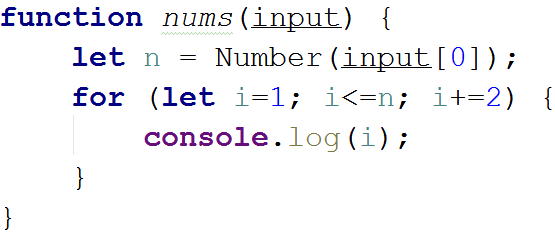 function nums(input) {
    let n = Number(input[0]);
    for (let i=1; i<=n; i+=2) {
        console.log(i);
    }
}